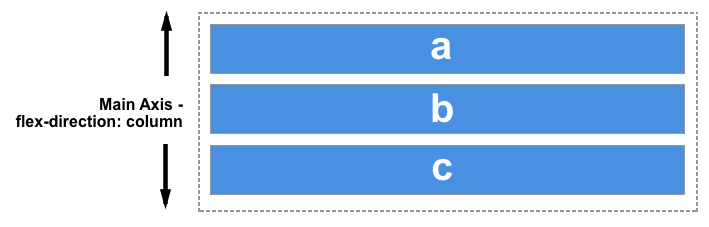 a
Main Axis -
flex-direction: column
b
c